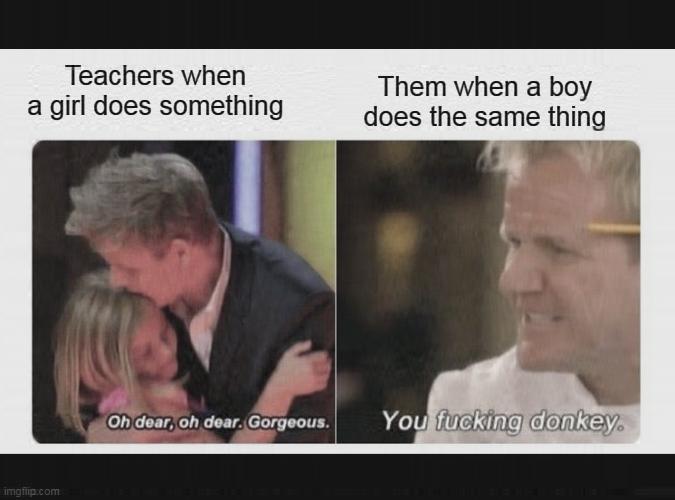 Teachers when
a girl does something
Them when a boy
does the same thing
Oh dear, oh dear. Gorgeous.
You fucking donkey.
imgflip.com